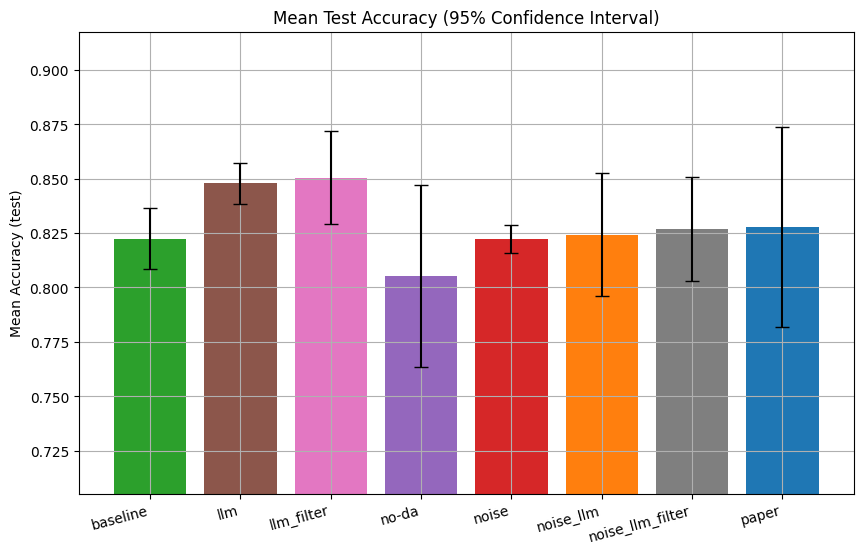 Mean Test Accuracy (95% Confidence Interval)
Mean Accuracy (test)
0.900
0.875
0.850
0.825
0.800
0.775
0.750
0.725
baseline
llm
llm_filter
no-da
noise
noise_llm
noise_llm_filter
paper